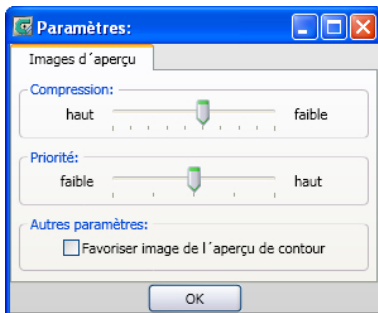 Paramètres:
Images d´aperçu
Compression:
haut faible
Priorité:
faible haut
Autres paramètres:
Favoriser image de l´aperçu de contour
OK